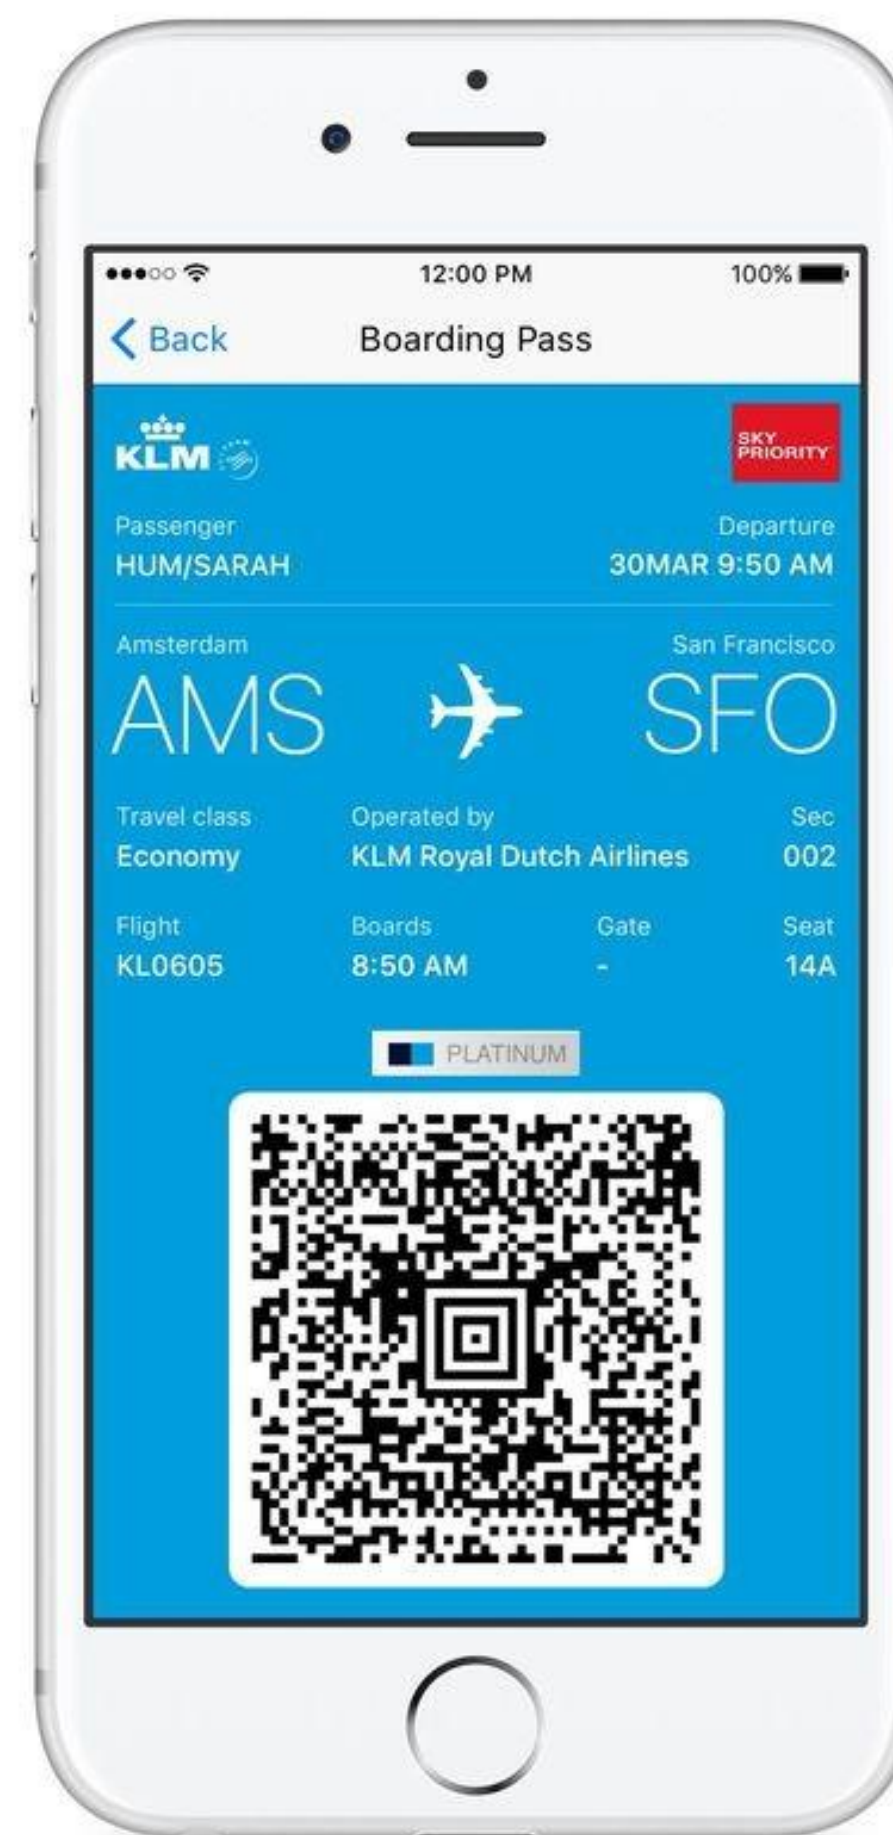 12:00 PM 100%
Back Boarding Pass
KLM SKY PRIORITY
Passenger Departure
HUM/SARAH 30MAR 9:50 AM
Amsterdam San Francisco
AMS SFO
Travel class Operated by Sec
Economy KLM Royal Dutch Airlines 002
Flight Boards Gate Seat
KL0605 8:50 AM - 14A
PLATINUM